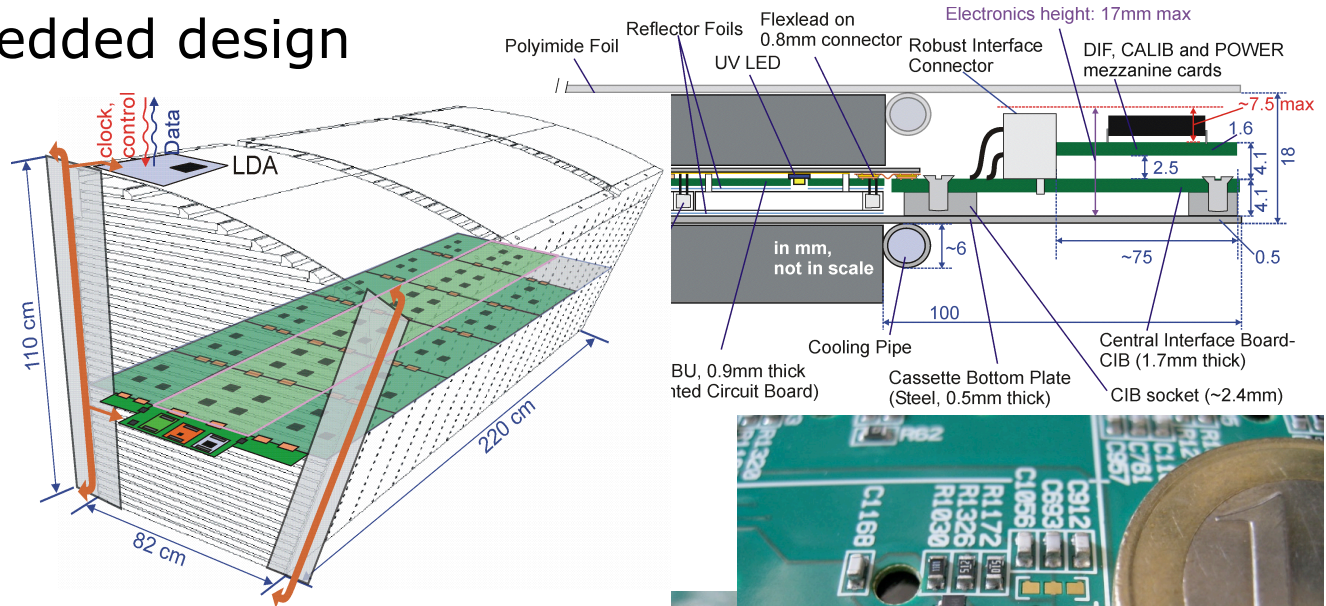 edded design
clock,
control
Data
LDA
110 cm
82 cm
220 cm
Polyimide Foil
Reflector Foils
UV LED
Flexlead on
0.8mm connector
Robust Interface
Connector
Electronics height: 17mm max
DIF, CALIB and POWER
mezzanine cards
~7.5 max
1.6
2.5
4.1
4.1
18
in mm,
not in scale
~6
~75
0.5
100
Cooling Pipe
BU, 0.9mm thick
nted Circuit Board)
Cassette Bottom Plate
(Steel, 0.5mm thick)
Central Interface Board-
CIB (1.7mm thick)
CIB socket (~2.4mm)
R62
C1168
R1030
R1326
R1172
C1056
C693
C912
C957
C761
1320
512